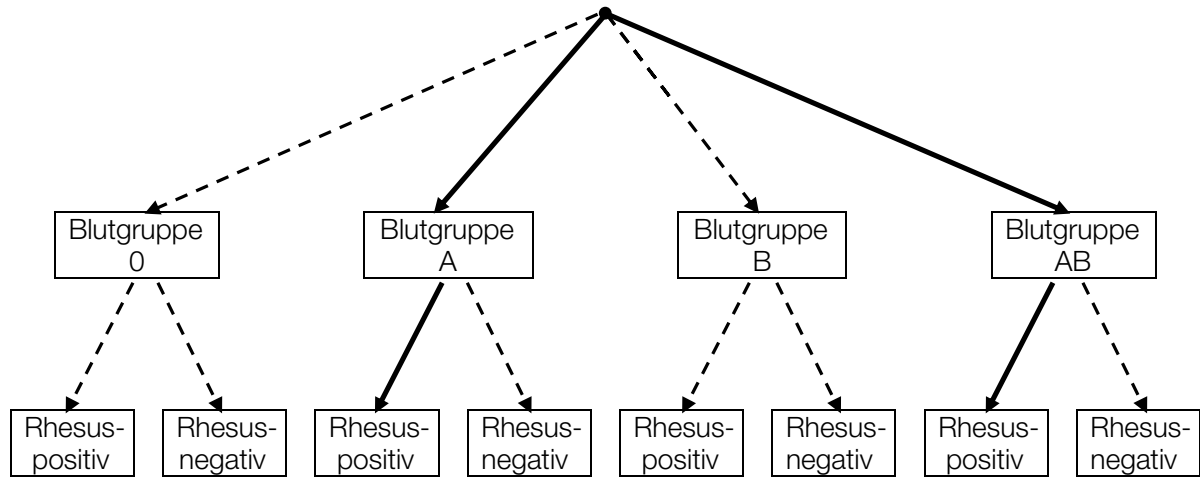 Blutgruppe
0
Blutgruppe
A
Blutgruppe
B
Blutgruppe
AB
Rhesus-
positiv
Rhesus-
negativ
Rhesus-
positiv
Rhesus-
negativ
Rhesus-
positiv
Rhesus-
negativ
Rhesus-
positiv
Rhesus-
negativ